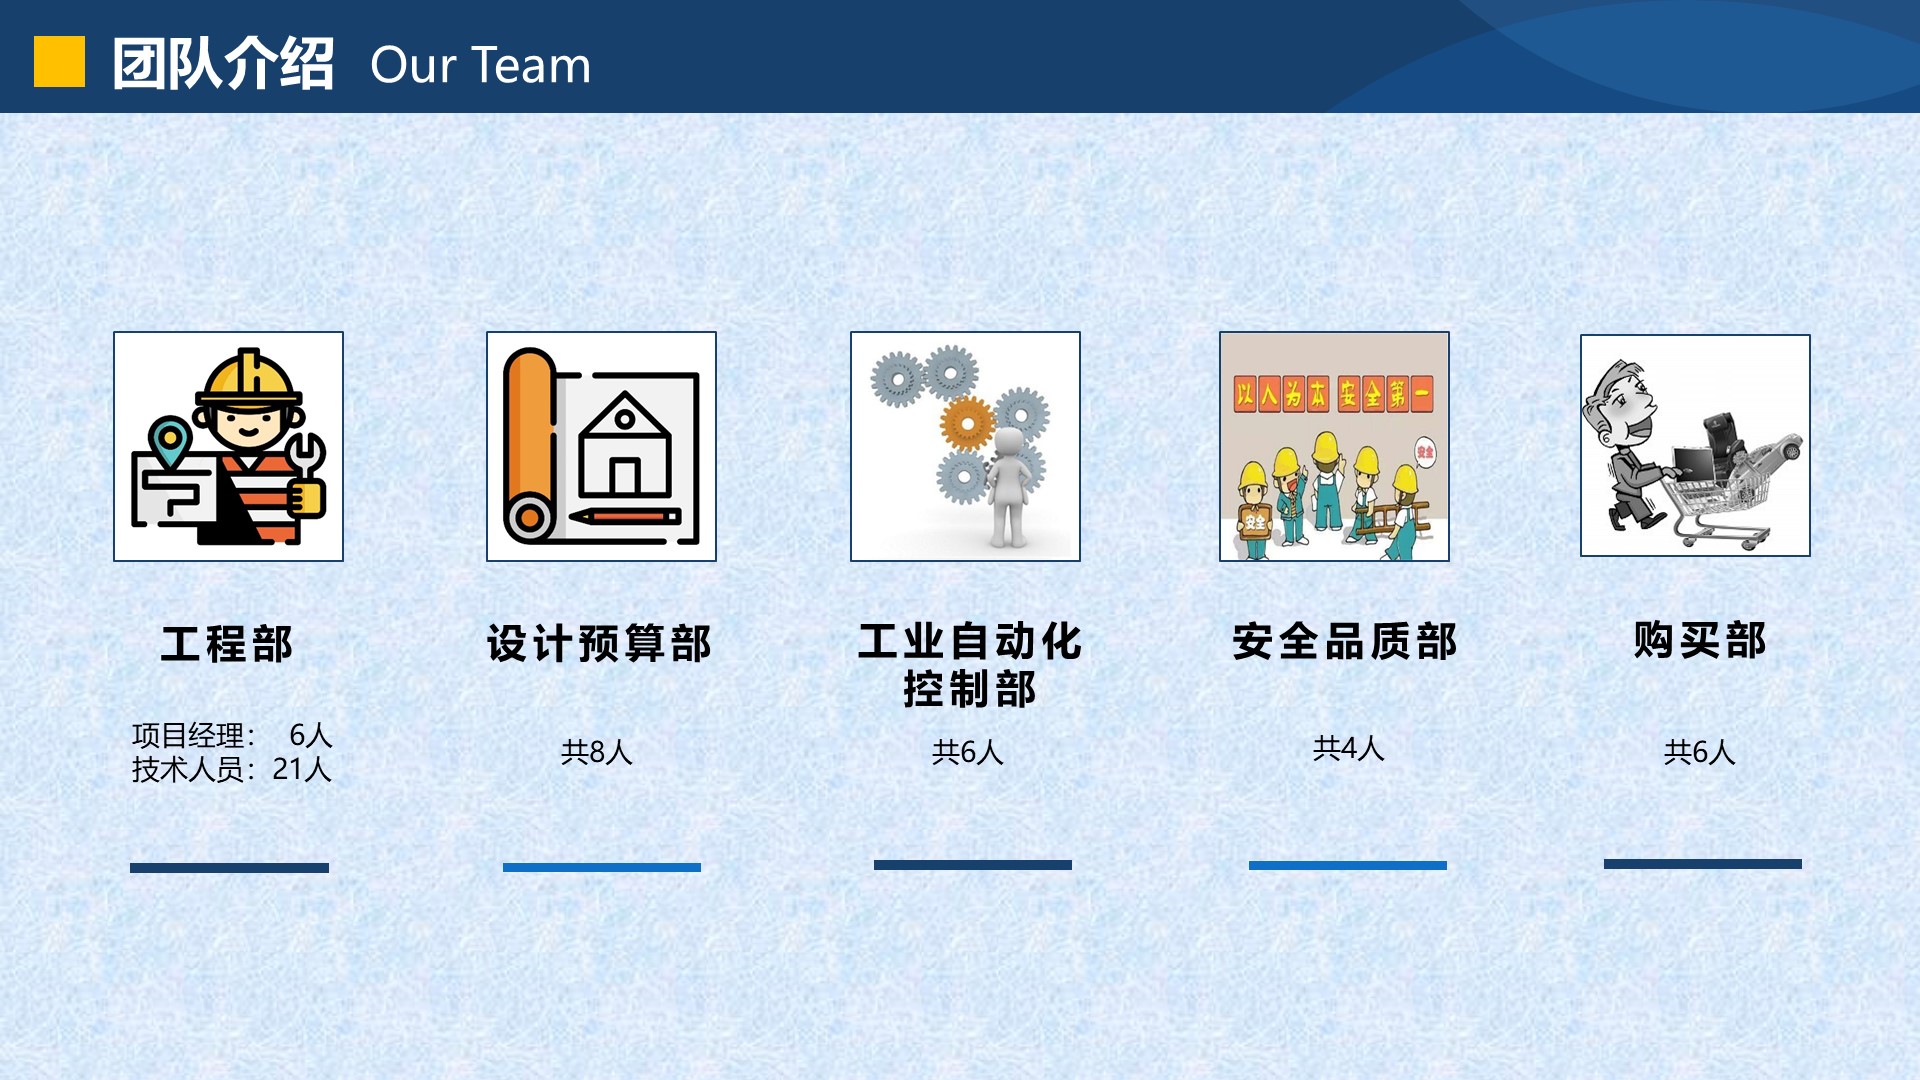 团队介绍 Our Team
以人为本 安全第一
安全
安全
工程部
项目经理： 6人
技术人员：21人
设计预算部
共8人
工业自动化
控制部
共6人
安全品质部
共4人
购买部
共6人